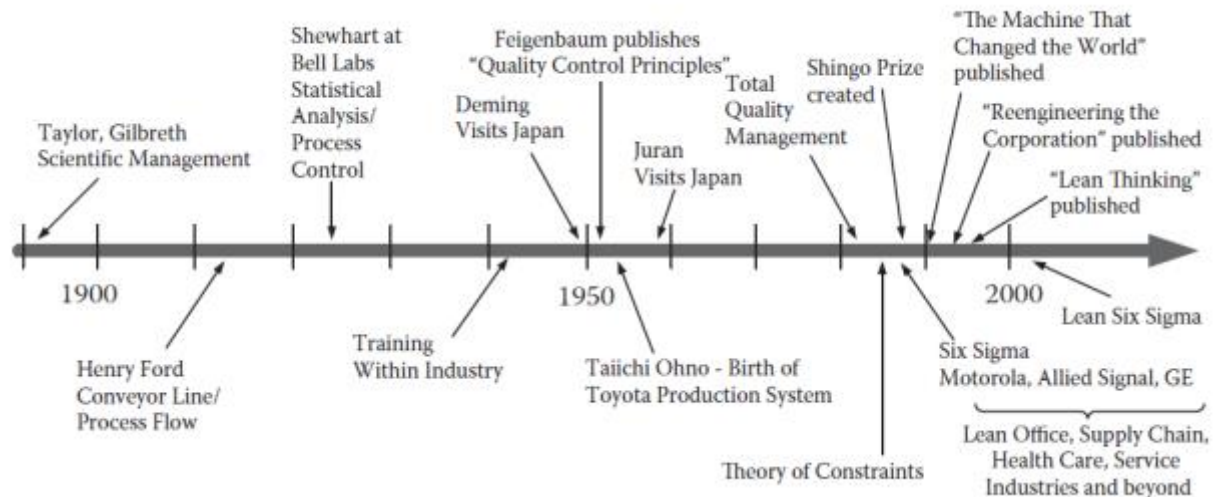 Taylor, Gilbreth
Scientific Management
Shewhart at
Bell Labs
Statistical
Analysis/
Process
Control
Feigenbaum publishes
“Quality Control Principles”
Deming
Visits Japan
Juran
Visits Japan
Total
Quality
Management
Shingo Prize
created
“The Machine That
Changed the World”
published
“Reengineering the
Corporation” published
“Lean Thinking”
published
1900
1950
2000
Henry Ford
Conveyor Line/
Process Flow
Training
Within Industry
Taiichi Ohno - Birth of
Toyota Production System
Theory of Constraints
Lean Six Sigma
Six Sigma
Motorola, Allied Signal, GE
Lean Office, Supply Chain,
Health Care, Service
Industries and beyond